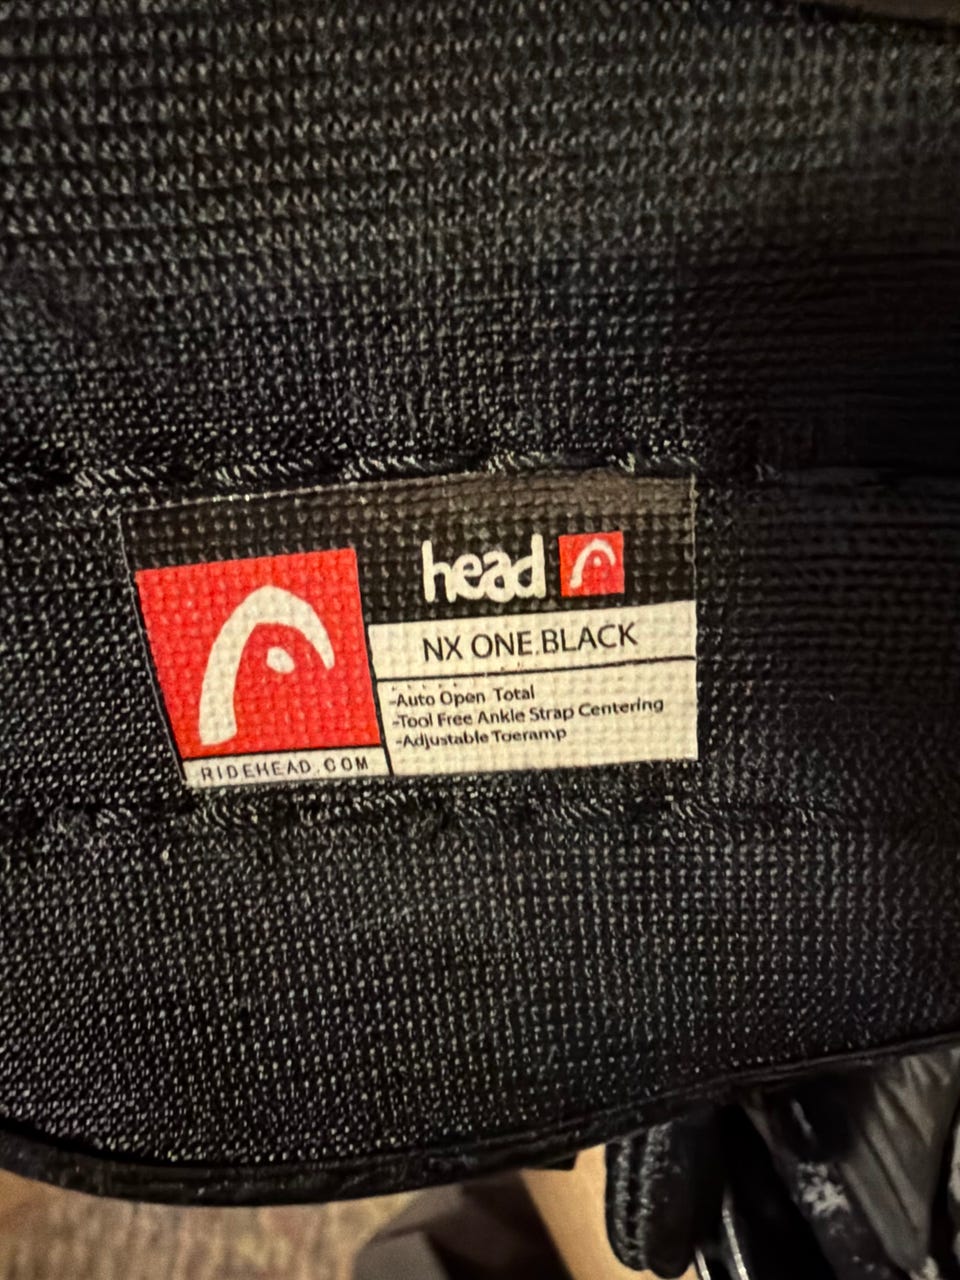 head
NX ONE BLACK
-Auto Open Total
-Tool Free Ankle Strap Centering
-Adjustable Toeramp
RIDEHEAD.COM